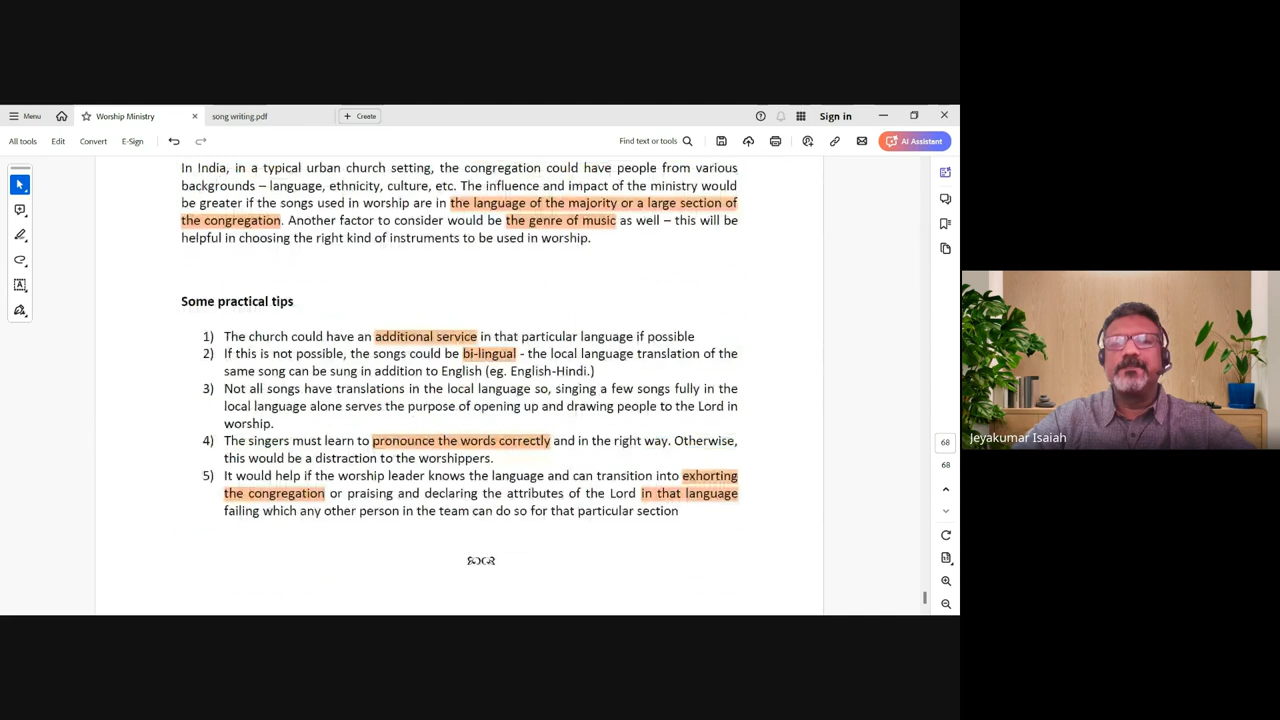 Menu
Worship Ministry
song writing.pdf
Create
Sign in
All tools
Edit
Convert
E-Sign
Find text or tools
AI Assistant
In India, in a typical urban church setting, the congregation could have people from various
backgrounds – language, ethnicity, culture, etc. The influence and impact of the ministry would
be greater if the songs used in worship are in the language of the majority or a large section of
the congregation. Another factor to consider would be the genre of music as well – this will be
helpful in choosing the right kind of instruments to be used in worship.
Some practical tips
1) The church could have an additional service in that particular language if possible
2) If this is not possible, the songs could be bi-lingual - the local language translation of the
same song can be sung in addition to English (eg. English-Hindi.)
3) Not all songs have translations in the local language so, singing a few songs fully in the
local language alone serves the purpose of opening up and drawing people to the Lord in
worship.
4) The singers must learn to pronounce the words correctly and in the right way. Otherwise,
this would be a distraction to the worshippers.
5) It would help if the worship leader knows the language and can transition into exhorting
the congregation or praising and declaring the attributes of the Lord in that language
failing which any other person in the team can do so for that particular section
68
68
Jeyakumar Isaiah